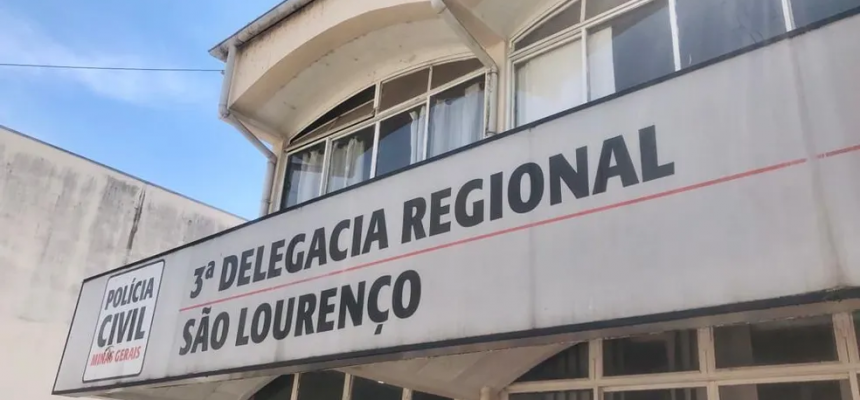 POLÍCIA
CIVIL
MINAS GERAIS
3ª DELEGACIA REGIONAL
SÃO LOURENÇO